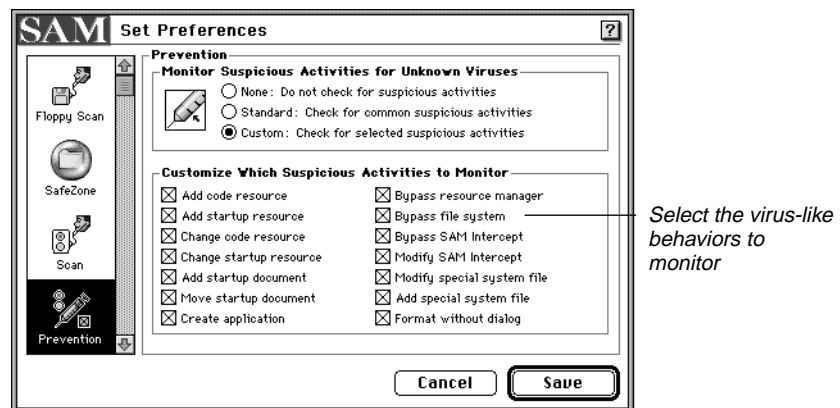 SAM Set Preferences ?
Prevention
Monitor Suspicious Activities for Unknown Viruses
None: Do not check for suspicious activities
Standard: Check for common suspicious activities
Custom: Check for selected suspicious activities
Floppy Scan
SafeZone
Scan
Prevention
Customize Which Suspicious Activities to Monitor
Add code resource
Add startup resource
Change code resource
Change startup resource
Add startup document
Move startup document
Create application
Bypass resource manager
Bypass file system
Bypass SAM Intercept
Modify SAM Intercept
Modify special system file
Add special system file
Format without dialog
Select the virus-like
behaviors to
monitor
Cancel
Save